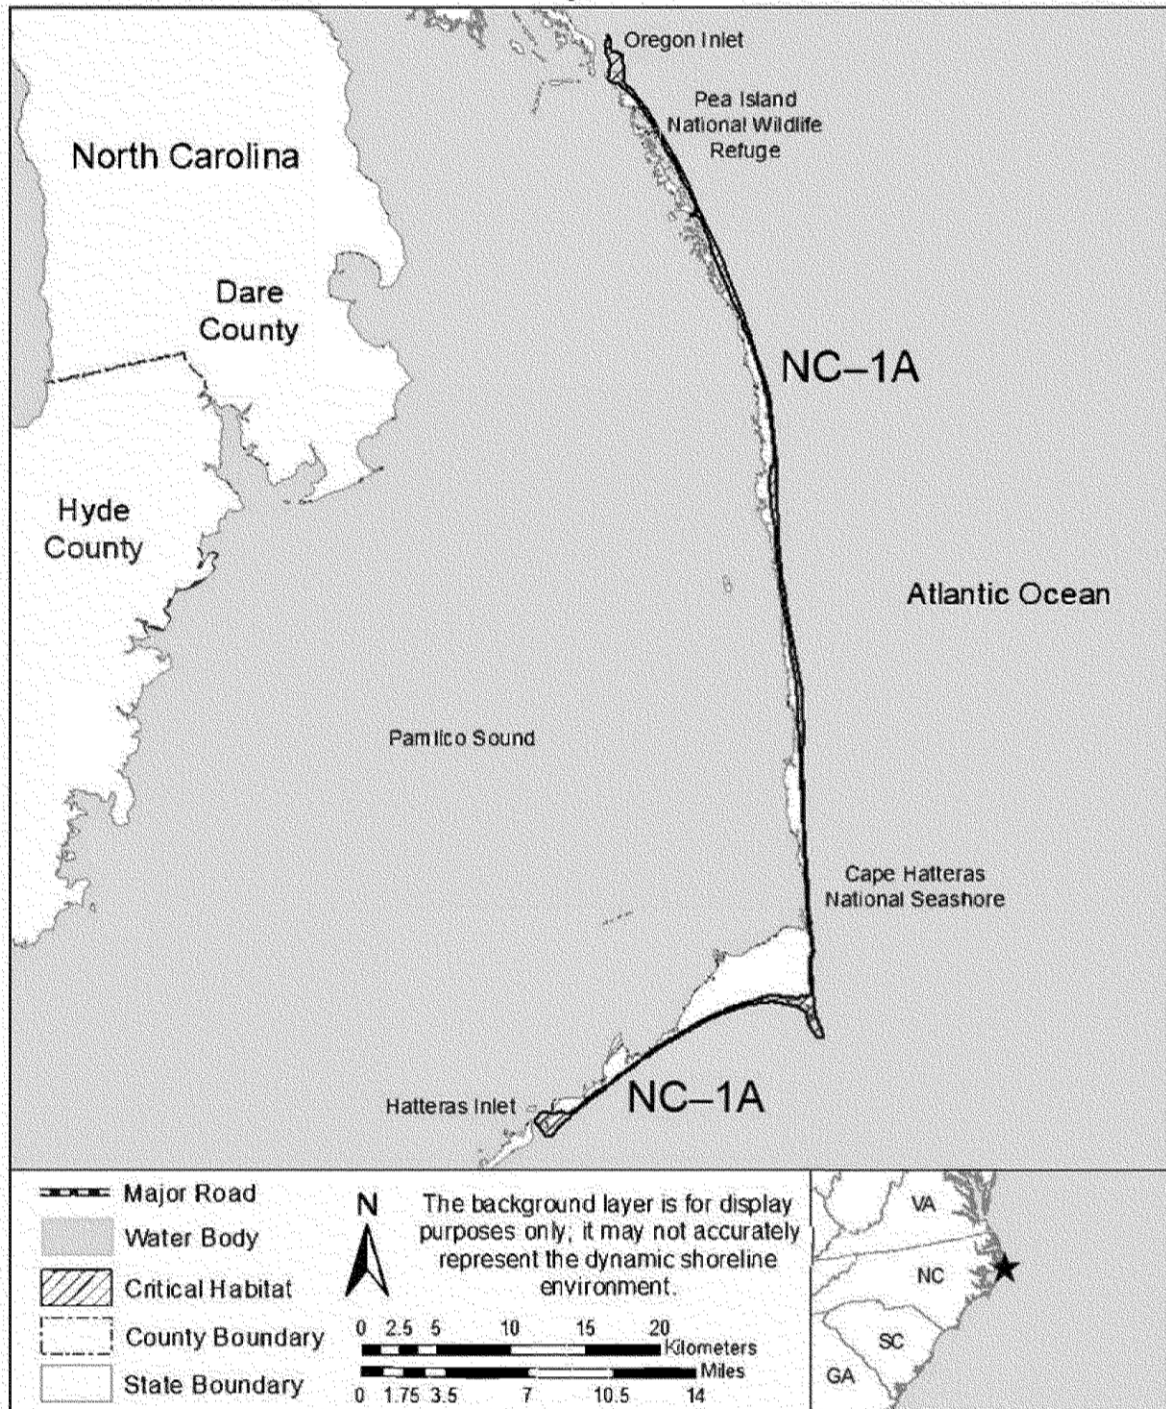 Oregon Inlet
Pea Island
National Wildlife
Refuge
North Carolina
Dare
County
NC–1A
Hyde
County
Atlantic Ocean
Pamlico Sound
Cape Hatteras
National Seashore
NC–1A
Hatteras Inlet
Major Road
Water Body
Critical Habitat
County Boundary
State Boundary
N
The background layer is for display
purposes only; it may not accurately
represent the dynamic shoreline
environment.
0 2.5 5 10 15 20
Kilometers
Miles
0 1.75 3.5 7 10.5 14
VA
NC
SC
GA